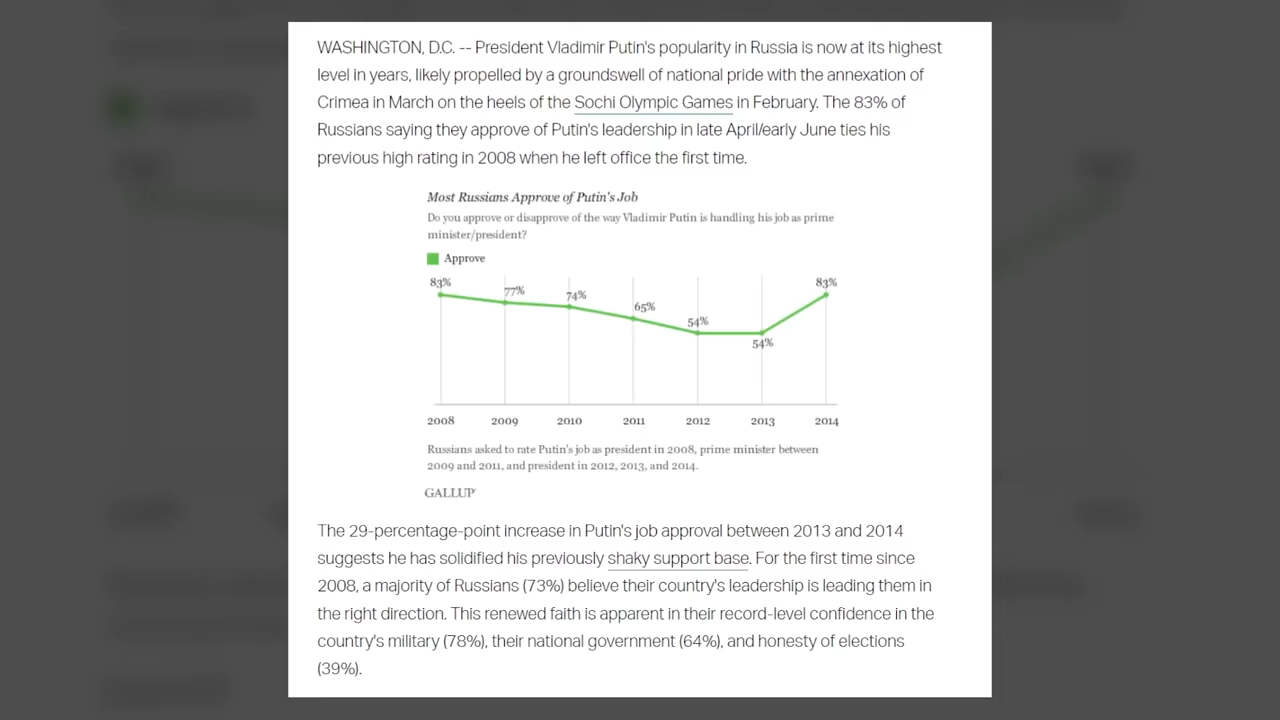 WASHINGTON, D.C. -- President Vladimir Putin's popularity in Russia is now at its highest
level in years, likely propelled by a groundswell of national pride with the annexation of
Crimea in March on the heels of the Sochi Olympic Games in February. The 83% of
Russians saying they approve of Putin's leadership in late April/early June ties his
previous high rating in 2008 when he left office the first time.
Most Russians Approve of Putin's Job
Do you approve or disapprove of the way Vladimir Putin is handling his job as prime
minister/president?
Approve
83% 77% 74% 65% 54% 54% 83%
2008 2009 2010 2011 2012 2013 2014
Russians asked to rate Putin's job as president in 2008, prime minister between
2009 and 2011, and president in 2012, 2013, and 2014.
GALLUP
The 29-percentage-point increase in Putin's job approval between 2013 and 2014
suggests he has solidified his previously shaky support base. For the first time since
2008, a majority of Russians (73%) believe their country's leadership is leading them in
the right direction. This renewed faith is apparent in their record-level confidence in the
country's military (78%), their national government (64%), and honesty of elections
(39%).